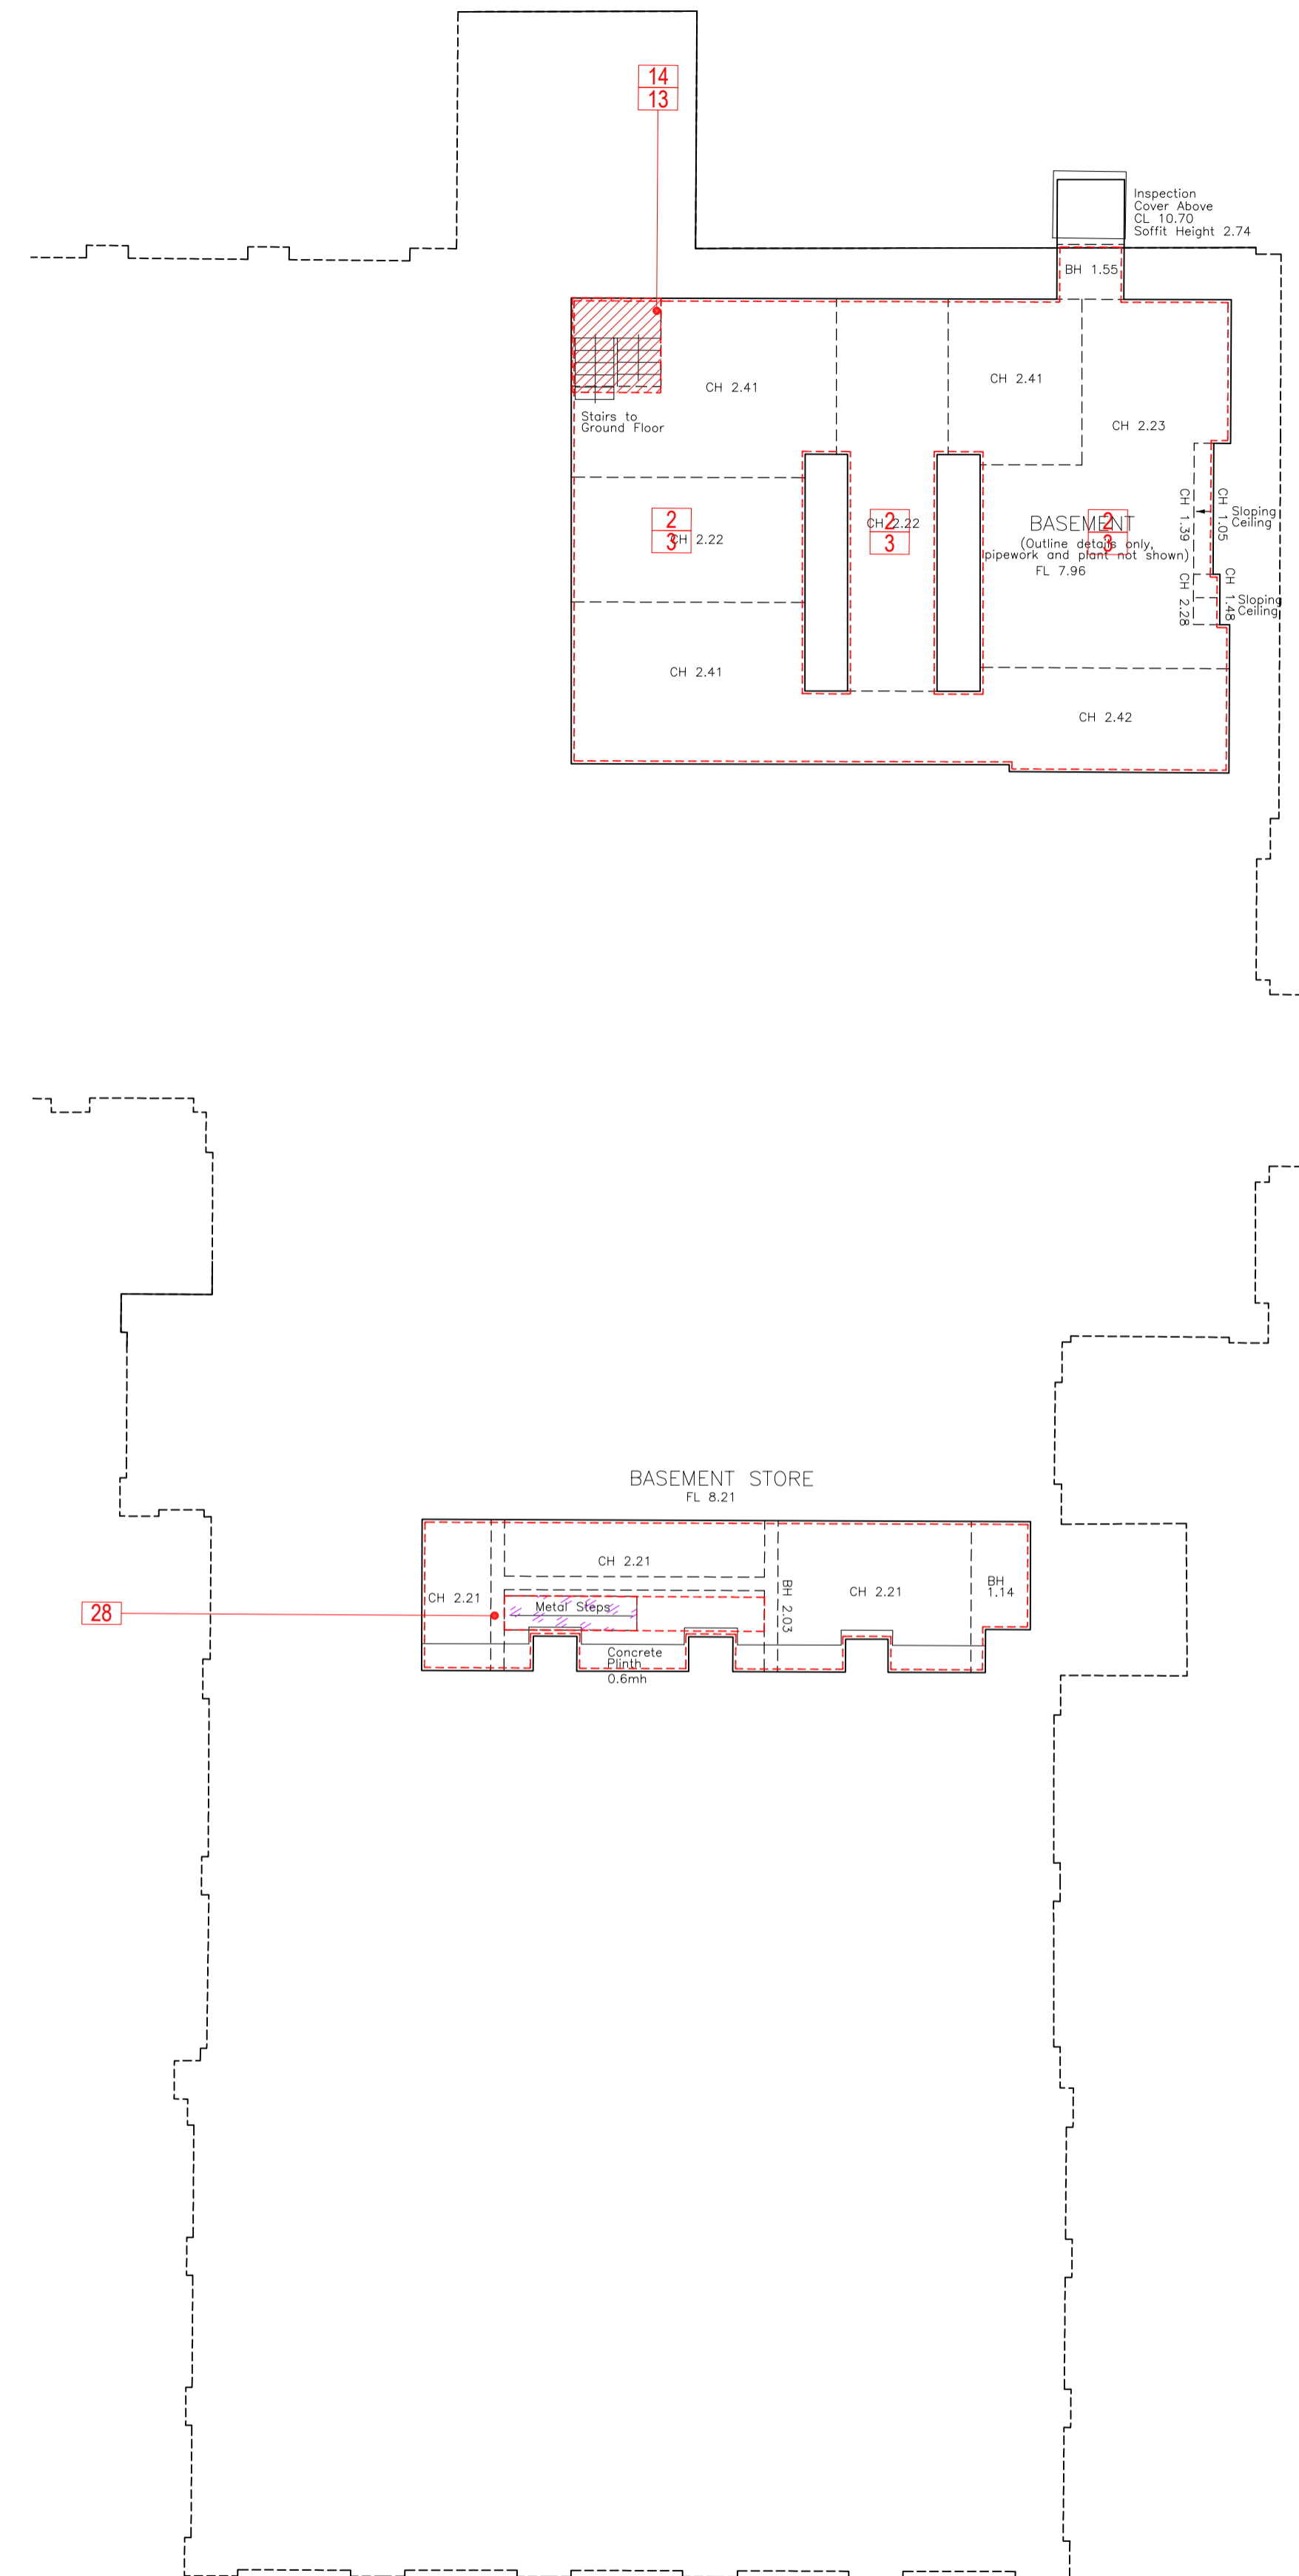 14
13
Inspection
Cover Above
CL 10.70
Soffit Height 2.74
BH 1.55
CH 2.41
CH 2.41
CH 2.23
Stairs to
Ground Floor
CH 1.39
CH 1.05
Sloping
Ceiling
2
3
CH 2.22
2
3
CH 2.22
2
3
BASEMENT
(Outline details only,
pipework and plant not shown)
FL 7.96
CH 2.28
CH 1.48
Sloping
Ceiling
CH 2.41
CH 2.42
BASEMENT STORE
FL 8.21
CH 2.21
CH 2.21
BH 2.03
CH 2.21
BH
1.14
28
Metal Steps
Concrete
Plinth
0.6mh